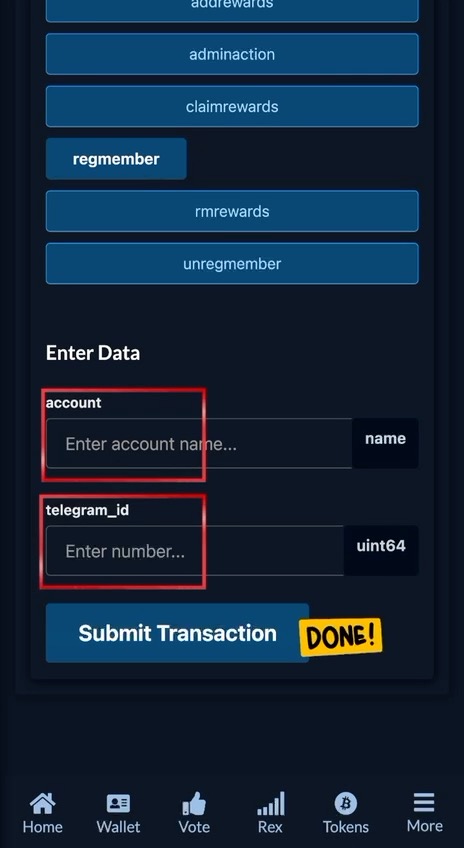 addrewards
adminaction
claimrewards
regmember
rmrewards
unregmember
Enter Data
account
Enter account name...
name
telegram_id
Enter number...
uint64
Submit Transaction
DONE!
Home
Wallet
Vote
Rex
Tokens
More